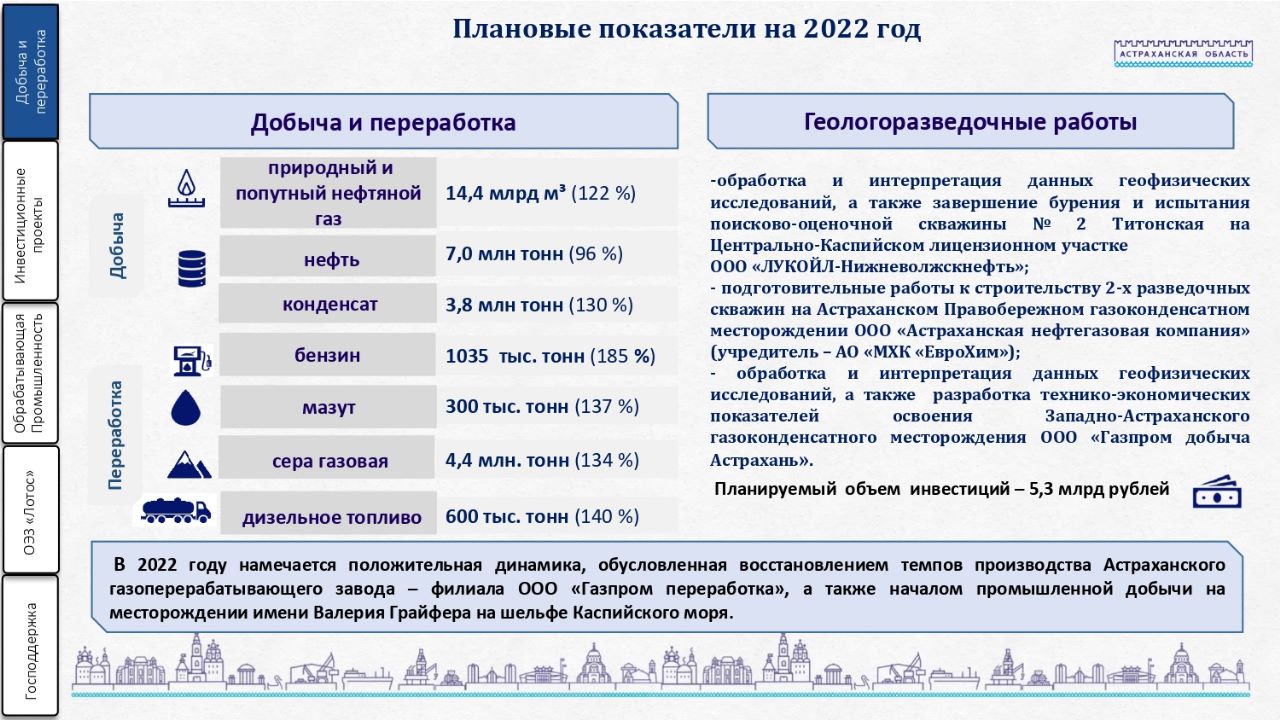 Плановые показатели на 2022 год
АСТРАХАНСКАЯ ОБЛАСТЬ
Добыча и
переработка
Инвестиционные
проекты
Обрабатывающая
Промышленность
ОЭЗ «Лотос»
Господдержка
Добыча и переработка
Добыча
природный и
попутный нефтяной
газ
14,4 млрд м³ (122 %)
нефть
7,0 млн тонн (96 %)
конденсат
3,8 млн тонн (130 %)
Переработка
бензин
1035 тыс. тонн (185 %)
мазут
300 тыс. тонн (137 %)
сера газовая
4,4 млн. тонн (134 %)
дизельное топливо
600 тыс. тонн (140 %)
Геологоразведочные работы
-обработка и интерпретация данных геофизических
исследований, а также завершение бурения и испытания
поисково-оценочной скважины № 2 Титонская на
Центрально-Каспийском лицензионном участке
ООО «ЛУКОЙЛ-Нижневолжскнефть»;
- подготовительные работы к строительству 2-х разведочных
скважин на Астраханском Правобережном газоконденсатном
месторождении ООО «Астраханская нефтегазовая компания»
(учредитель – АО «МХК «ЕвроХим»);
- обработка и интерпретация данных геофизических
исследований, а также разработка технико-экономических
показателей освоения Западно-Астраханского
газоконденсатного месторождения ООО «Газпром добыча
Астрахань».
Планируемый объем инвестиций – 5,3 млрд рублей
В 2022 году намечается положительная динамика, обусловленная восстановлением темпов производства Астраханского
газоперерабатывающего завода – филиала ООО «Газпром переработка», а также началом промышленной добычи на
месторождении имени Валерия Грайфера на шельфе Каспийского моря.